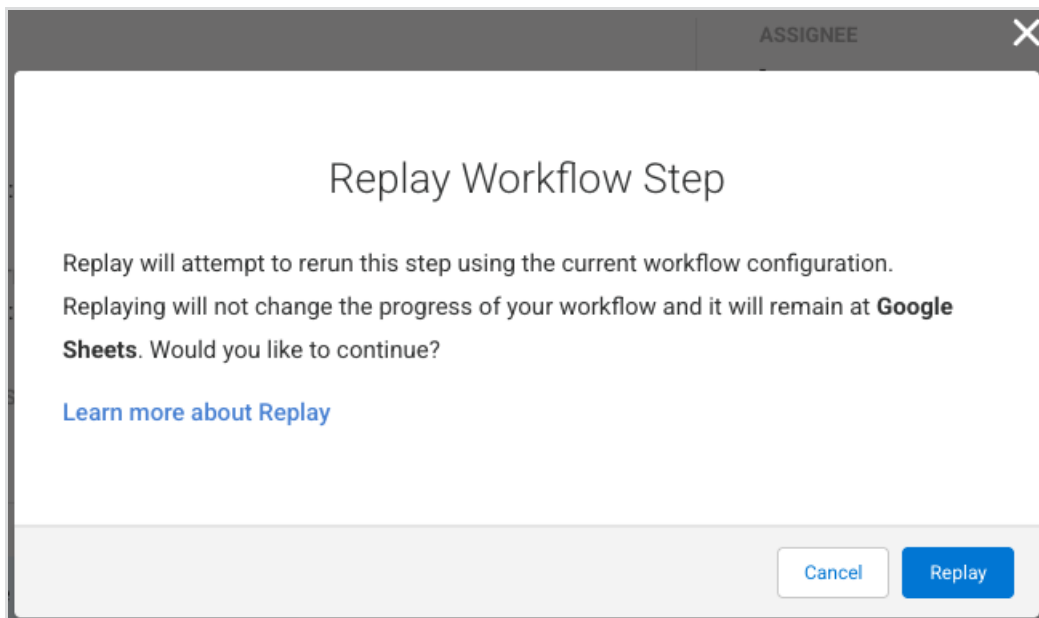 ASSIGNEE
Replay Workflow Step
Replay will attempt to rerun this step using the current workflow configuration.
Replaying will not change the progress of your workflow and it will remain at Google
Sheets. Would you like to continue?
Learn more about Replay
Cancel
Replay